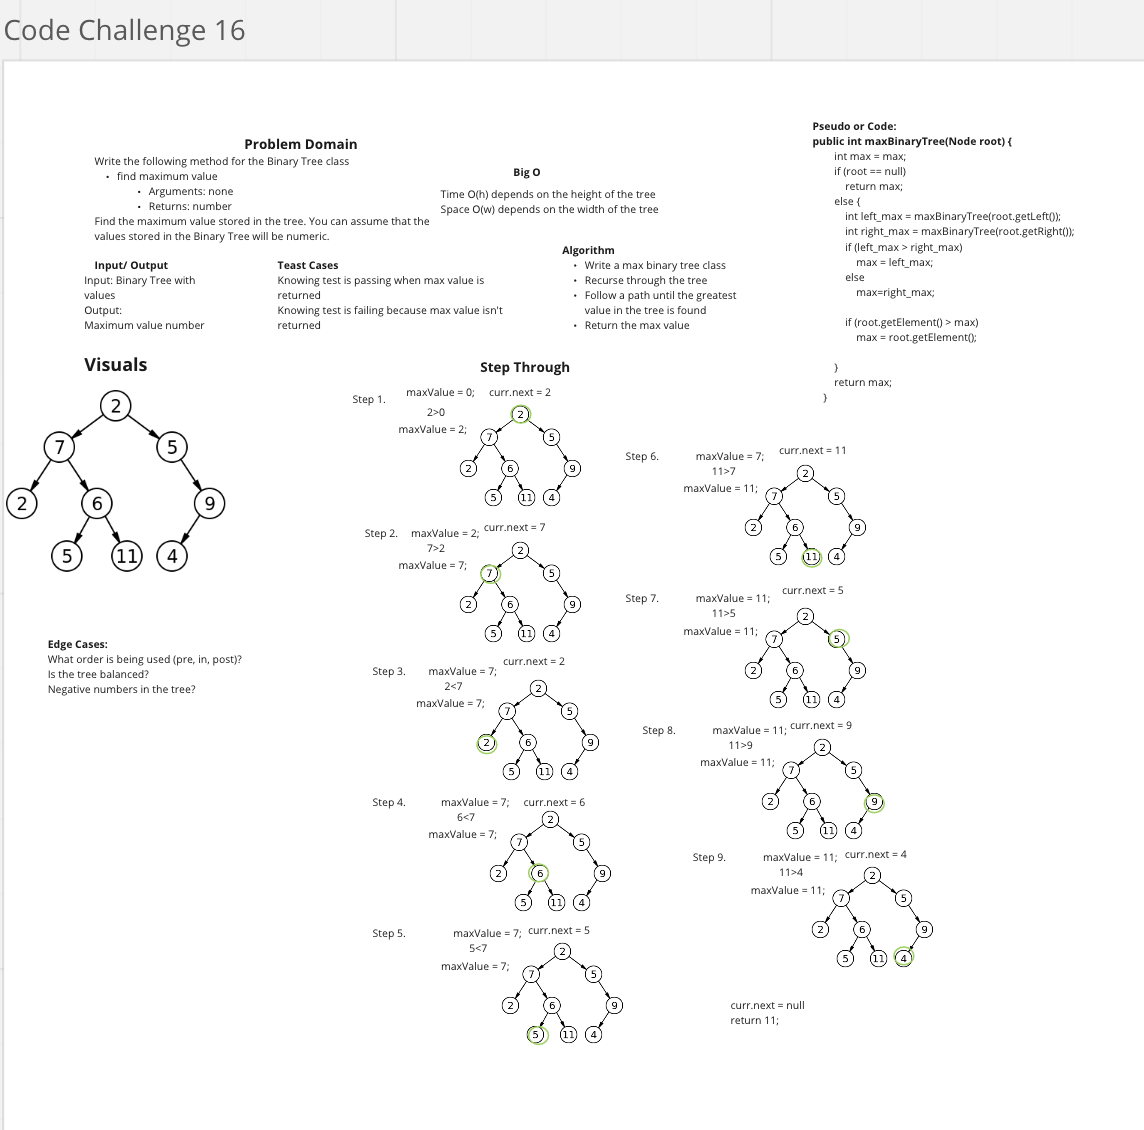 Code Challenge 16
Problem Domain
Write the following method for the Binary Tree class
• find maximum value
• Arguments: none
• Returns: number
Find the maximum value stored in the tree. You can assume that the
values stored in the Binary Tree will be numeric.
Big O
Time O(h) depends on the height of the tree
Space O(w) depends on the width of the tree
Pseudo or Code:
public int maxBinaryTree(Node root) {
int max = max;
if (root == null)
return max;
else {
int left_max = maxBinaryTree(root.getLeft());
int right_max = maxBinaryTree(root.getRight());
if (left_max > right_max)
max = left_max;
else
max=right_max;
if (root.getElement() > max)
max = root.getElement();
}
return max;
}
Input/ Output
Input: Binary Tree with
values
Output:
Maximum value number
Teast Cases
Knowing test is passing when max value is
returned
Knowing test is failing because max value isn't
returned
Algorithm
• Write a max binary tree class
• Recurse through the tree
• Follow a path until the greatest
value in the tree is found
• Return the max value
Visuals
2
7 5
2 6 9
5 11 4
Edge Cases:
What order is being used (pre, in, post)?
Is the tree balanced?
Negative numbers in the tree?
Step Through
Step 1.
maxValue = 0; curr.next = 2
2>0
maxValue = 2;
2
7 5
2 6 9
5 11 4
Step 2.
maxValue = 2; curr.next = 7
7>2
maxValue = 7;
2
7 5
2 6 9
5 11 4
Step 3.
maxValue = 7; curr.next = 2
2<7
maxValue = 7;
2
7 5
2 6 9
5 11 4
Step 4.
maxValue = 7; curr.next = 6
6<7
maxValue = 7;
2
7 5
2 6 9
5 11 4
Step 5.
maxValue = 7; curr.next = 5
5<7
maxValue = 7;
2
7 5
2 6 9
5 11 4
Step 6.
maxValue = 7; curr.next = 11
11>7
maxValue = 11;
2
7 5
2 6 9
5 11 4
Step 7.
maxValue = 11; curr.next = 5
11>5
maxValue = 11;
2
7 5
2 6 9
5 11 4
Step 8.
maxValue = 11; curr.next = 9
11>9
maxValue = 11;
2
7 5
2 6 9
5 11 4
Step 9.
maxValue = 11; curr.next = 4
11>4
maxValue = 11;
2
7 5
2 6 9
5 11 4
curr.next = null
return 11;